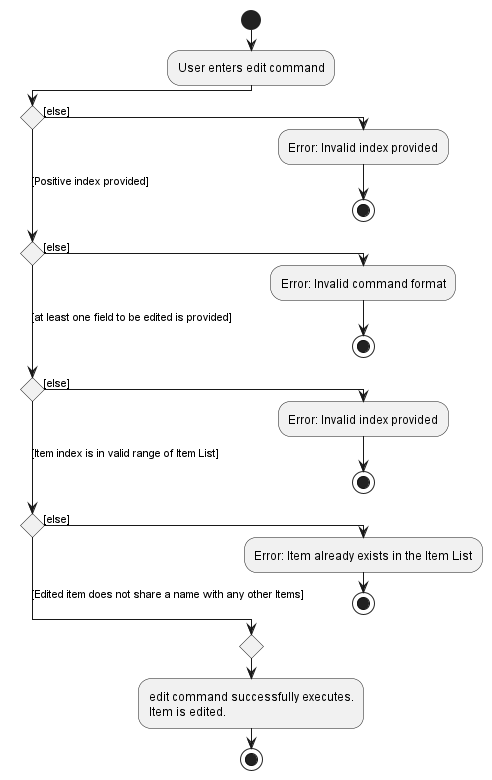 User enters edit command
[else]
Error: Invalid index provided
[Positive index provided]
[else]
Error: Invalid command format
[at least one field to be edited is provided]
[else]
Error: Invalid index provided
[Item index is in valid range of Item List]
[else]
Error: Item already exists in the Item List
[Edited item does not share a name with any other Items]
edit command successfully executes.
Item is edited.